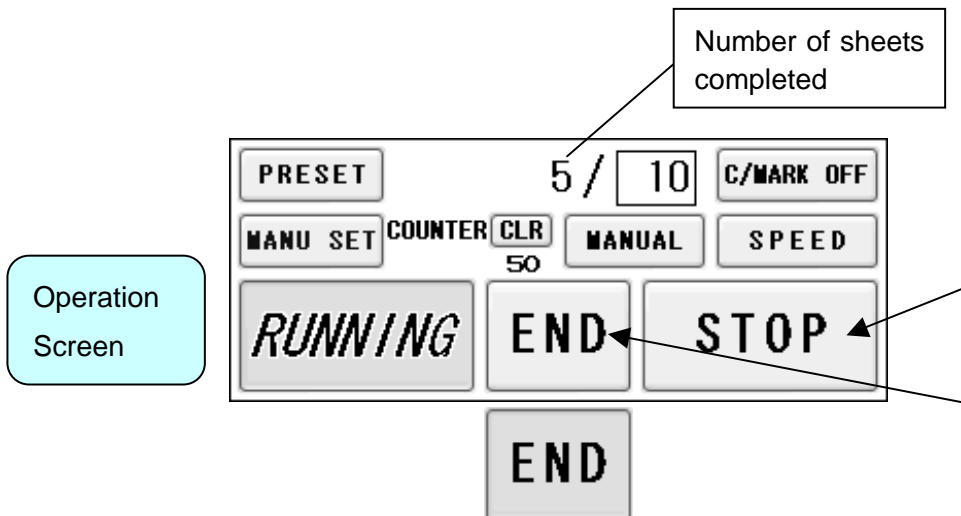 Number of sheets
completed
PRESET
5/ 10
C/MARK OFF
MANU SET
COUNTER
CLR
50
MANUAL
SPEED
Operation
Screen
RUNNING
END
STOP
END